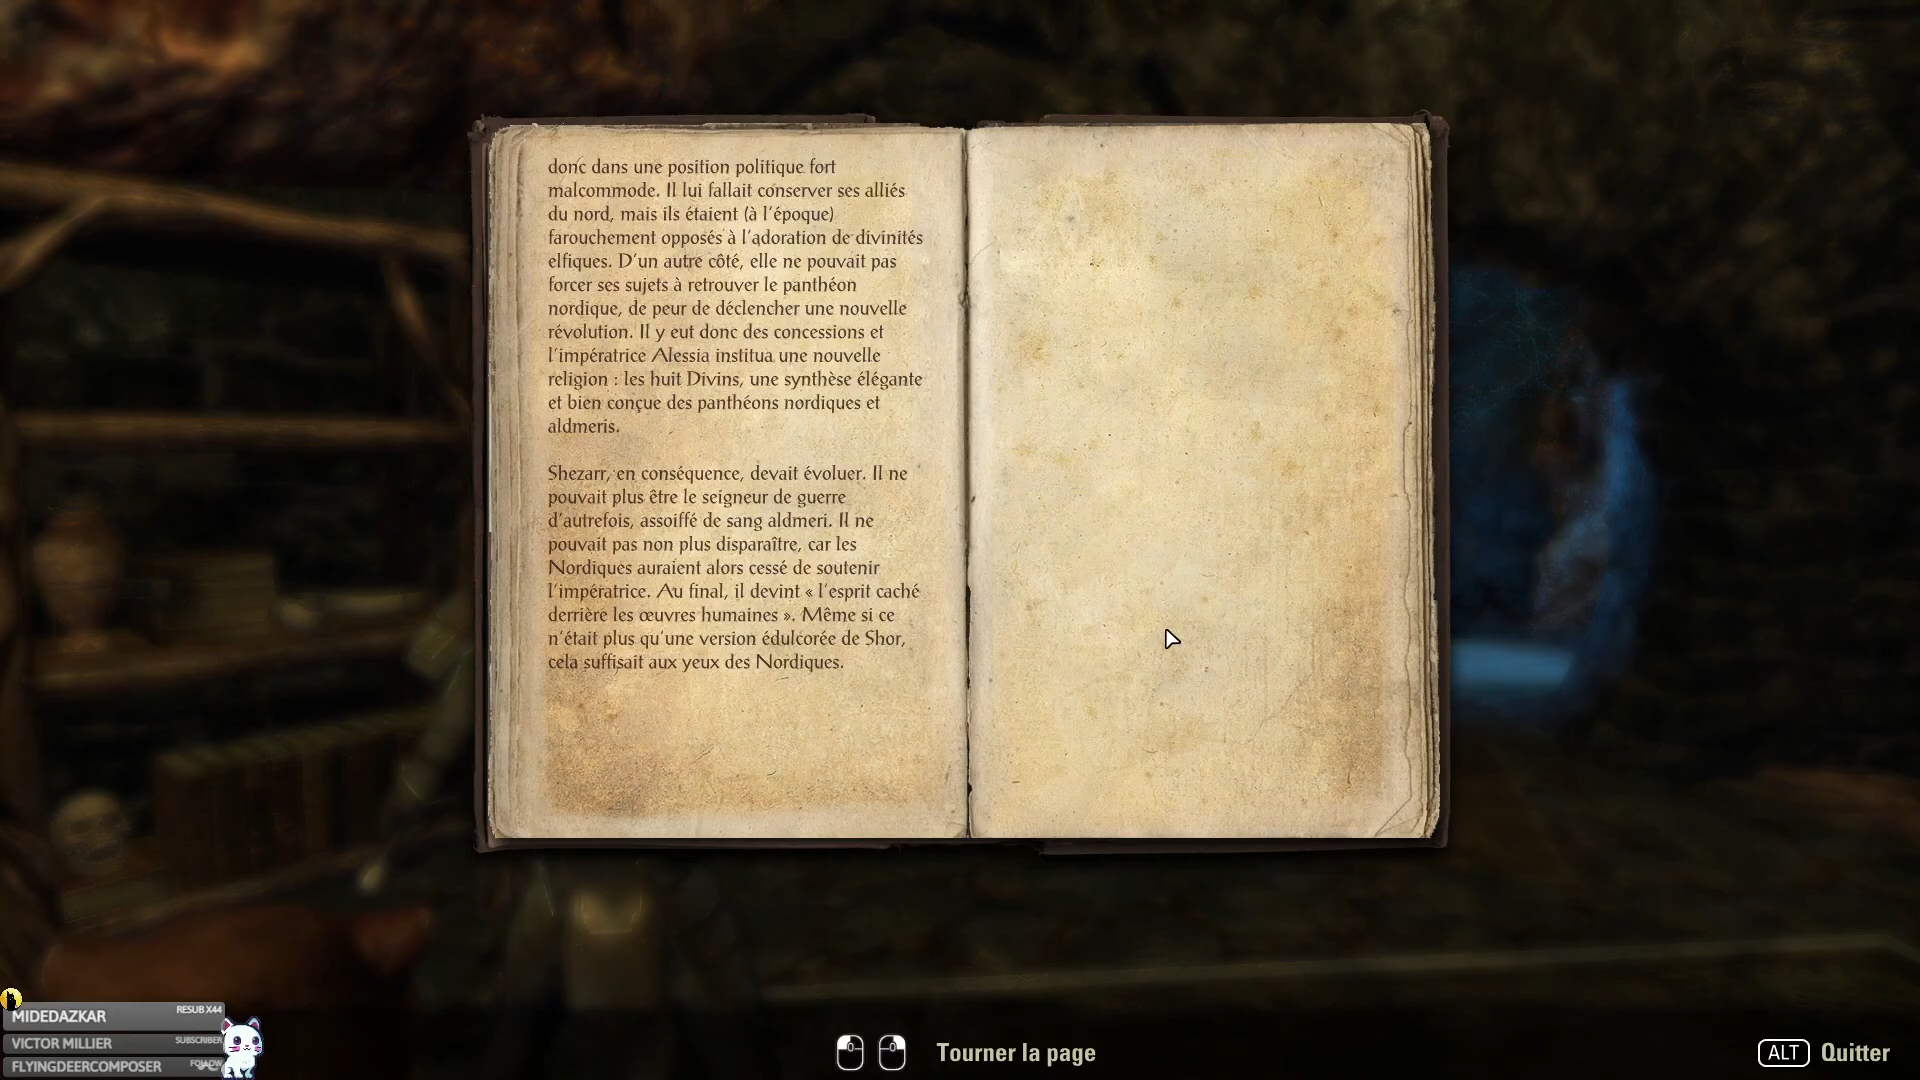 donc dans une position politique fort
malcommode. Il lui fallait conserver ses alliés
du nord, mais ils étaient (à l'époque)
farouchement opposés à l'adoration de divinités
elfiques. D'un autre côté, elle ne pouvait pas
forcer ses sujets à retrouver le panthéon
nordique, de peur de déclencher une nouvelle
révolution. Il y eut donc des concessions et
l'impératrice Alessia institua une nouvelle
religion : les huit Divins, une synthèse élégante
et bien conçue des panthéons nordiques et
aldmeris.
Shezarr, en conséquence, devait évoluer. Il ne
pouvait plus être le seigneur de guerre
d'autrefois, assoiffé de sang aldmeri. Il ne
pouvait pas non plus disparaître, car les
Nordiques auraient alors cessé de soutenir
l'impératrice. Au final, il devint « l'esprit caché
derrière les œuvres humaines ». Même si ce
n'était plus qu'une version édulcorée de Shor,
cela suffisait aux yeux des Nordiques.
MIDEDAZKAR RESUB X44
VICTOR MILLIER SUBSCRIBER
FLYINGDEERCOMPOSER
Tourner la page
ALT Quitter